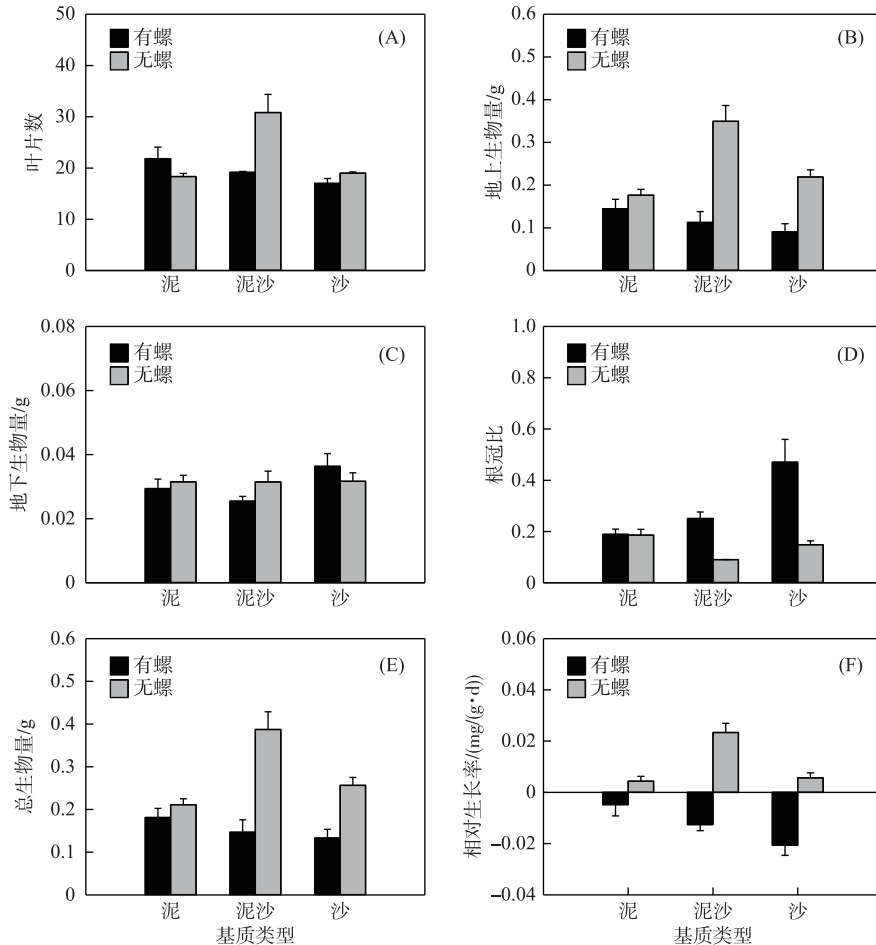 50
40
30
20
10
0
叶片数
有螺
无螺
(A)
泥 泥沙 沙
0.6
0.4
0.3
0.2
0.1
0
地上生物量/g
有螺
无螺
(B)
泥 泥沙 沙
0.08
0.06
0.04
0.02
0
地下生物量/g
有螺
无螺
(C)
泥 泥沙 沙
1.0
0.8
0.6
0.4
0.2
0
根冠比
有螺
无螺
(D)
泥 泥沙 沙
0.6
0.5
0.4
0.3
0.2
0.1
0
总生物量/g
有螺
无螺
(E)
泥 泥沙 沙
基质类型
0.06
0.04
0.02
0
−0.02
−0.04
相对生长率/(mg/(g•d))
有螺
无螺
(F)
泥 泥沙 沙
基质类型